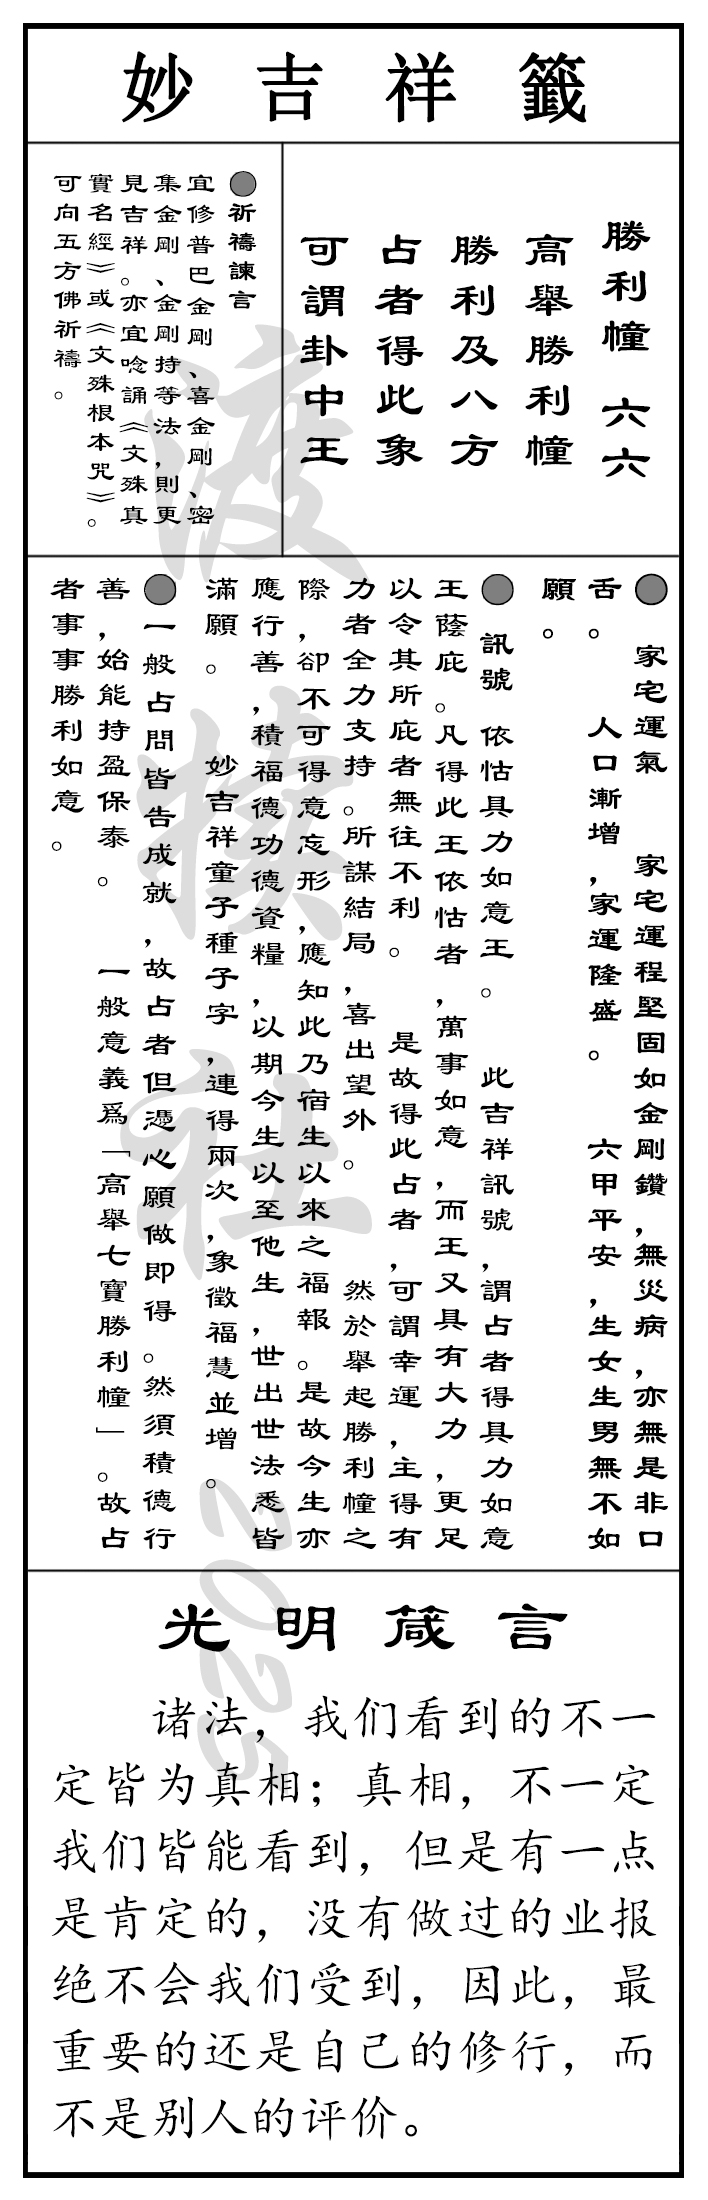 妙吉祥籤
勝利幢 六六
高舉勝利幢
勝利及八方
占者得此象
可謂卦中王
●祈禱諫言
宜修普巴金剛、喜金剛、密
集金剛、金剛持等法，則更
見吉祥。亦宜唸誦《文殊真
實名經》或《文殊根本咒》。
可向五方佛祈禱。
● 家宅運氣 家宅運程堅固如金剛鑽，無災病，亦無是非口
舌。 人口漸增，家運隆盛。 六甲平安，生女生男無不如
願。
● 訊號 依怙具力如意王。 此吉祥訊號，謂占者得具力如意
王蔭庇。凡得此王依怙者，萬事如意，而王又具有大力，更足
以令其所庇者無往不利。 是故得此占者，可謂幸運，主得有
力者全力支持。所謀結局，喜出望外。 然於舉起勝利幢之
際，卻不可得意忘形，應知此乃宿生以來之福報。是故今生亦
應行善，積福德功德資糧，以期今生以至他生，世出世法悉皆
滿願。 妙吉祥童子種子字，連得兩次，象徵福慧並增。
●一般占問皆告成就，故占者但憑心願做即得。然須積德行
善，始能持盈保泰。 一般意義爲「高舉七寶勝利幢」。故占
者事事勝利如意。
光明箴言
诸法，我们看到的不一
定皆为真相；真相，不一定
我们皆能看到，但是有一点
是肯定的，没有做过的业报
绝不会我们受到，因此，最
重要的还是自己的修行，而
不是别人的评价。
渡犊社2025